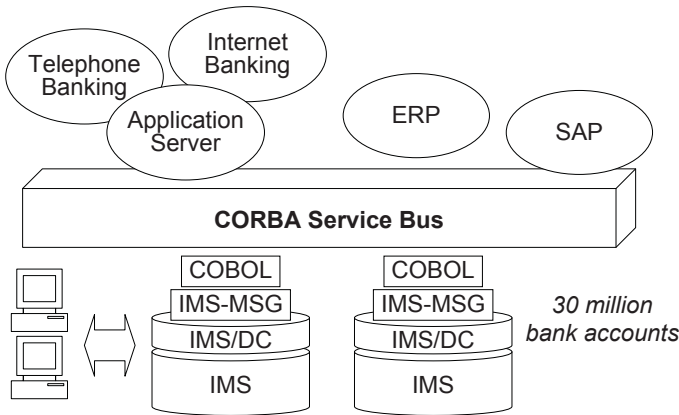 Internet
Banking
Telephone
Banking
Application
Server
ERP
SAP
CORBA Service Bus
COBOL
IMS-MSG
IMS/DC
IMS
COBOL
IMS-MSG
IMS/DC
IMS
30 million
bank accounts